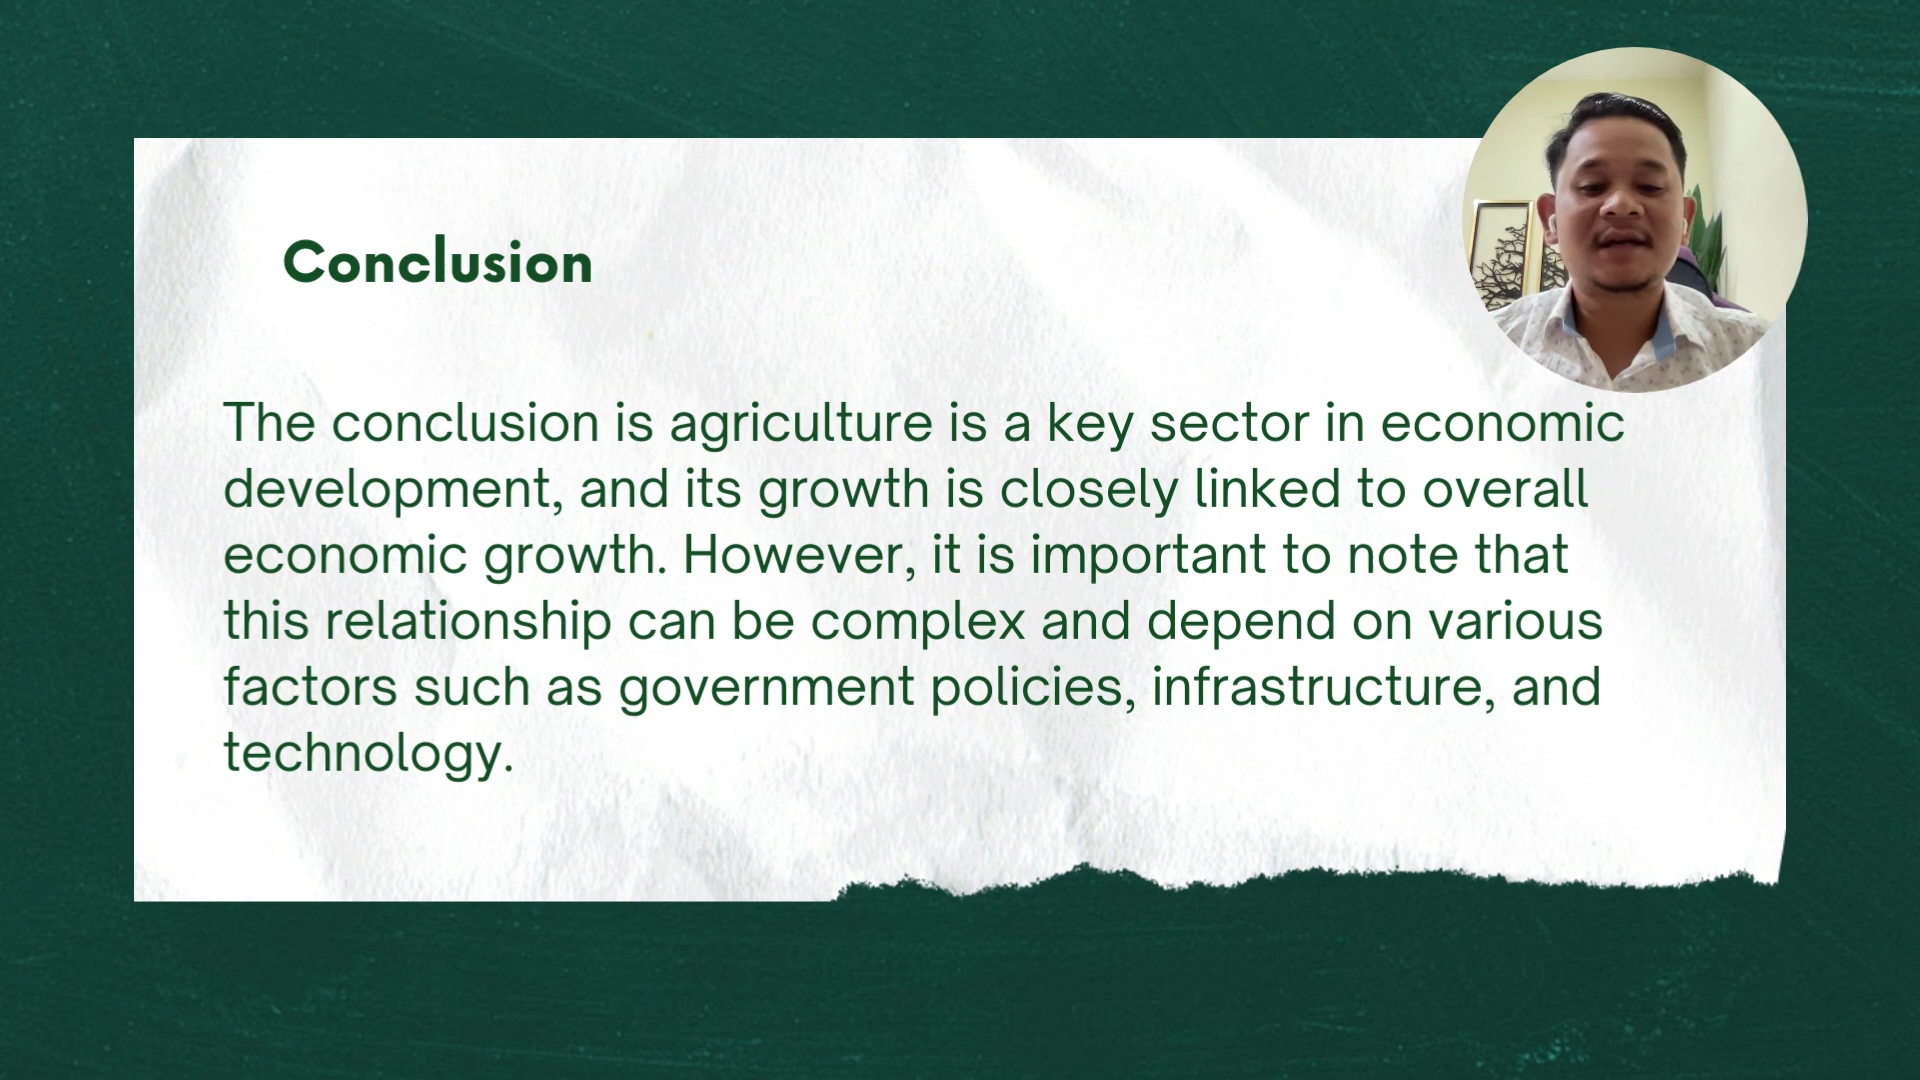 Conclusion
The conclusion is agriculture is a key sector in economic
development, and its growth is closely linked to overall
economic growth. However, it is important to note that
this relationship can be complex and depend on various
factors such as government policies, infrastructure, and
technology.